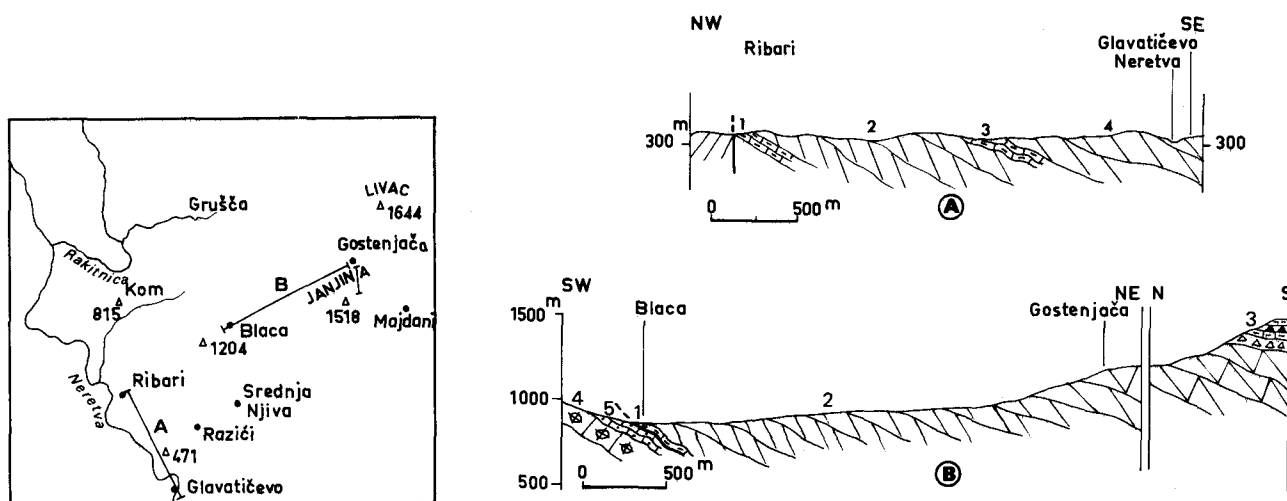 LIVAC
1644
Grušča
Gostenjača
Rakitnica
Kom
815
B
JANJINA
1518
Majdani
Blaca
1204
Neretva
Ribari
Srednja
Njiva
A
Razići
471
Glavatičevo
NW
SE
Ribari
Glavatičevo
Neretva
m
300
1
2
3
4
300
0
500 m
A
SW
Blaca
Gostenjača
NE
N
S
1500 m
1000
500
4
5
1
2
3
0
500 m
B